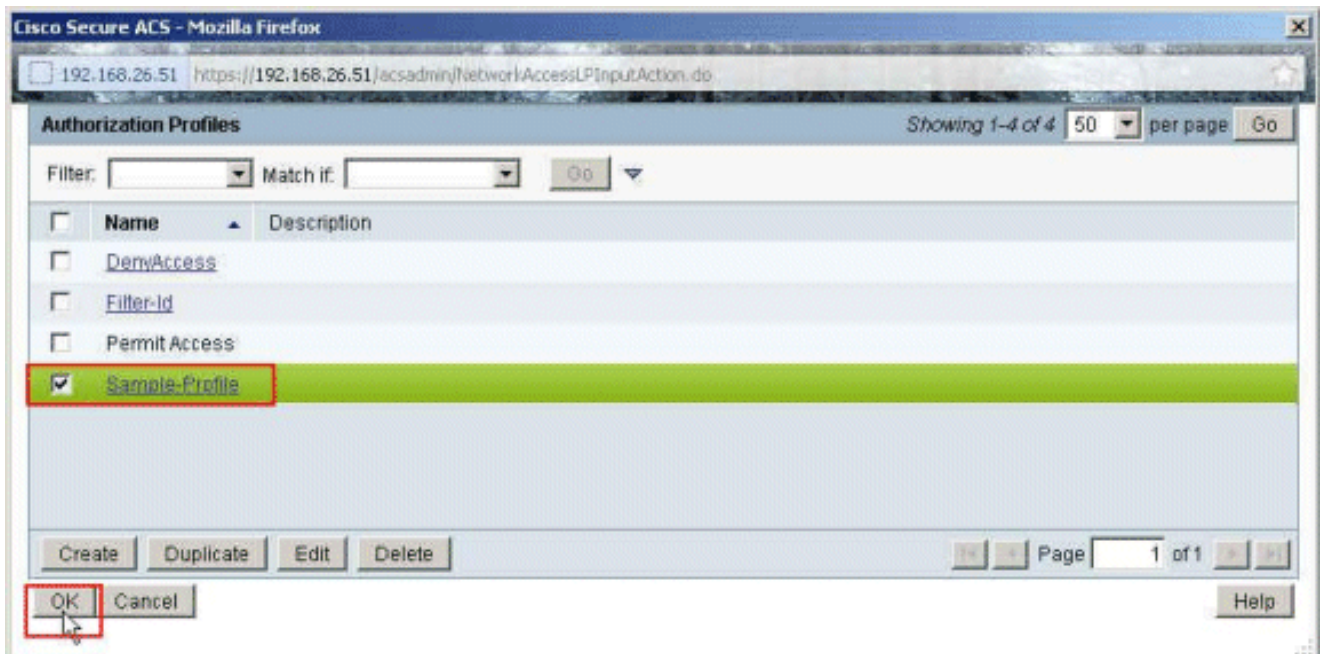 Cisco Secure ACS - Mozilla Firefox
192.168.26.51 https://192.168.26.51/acsadmin/NetworkAccessLPInputAction.do
Authorization Profiles Showing 1-4 of 4 50 per page Go
Filter: Match if: Go
Name Description
DenyAccess
Filter-Id
Permit Access
Sample-Profile
Create Duplicate Edit Delete Page 1 of 1
OK Cancel Help